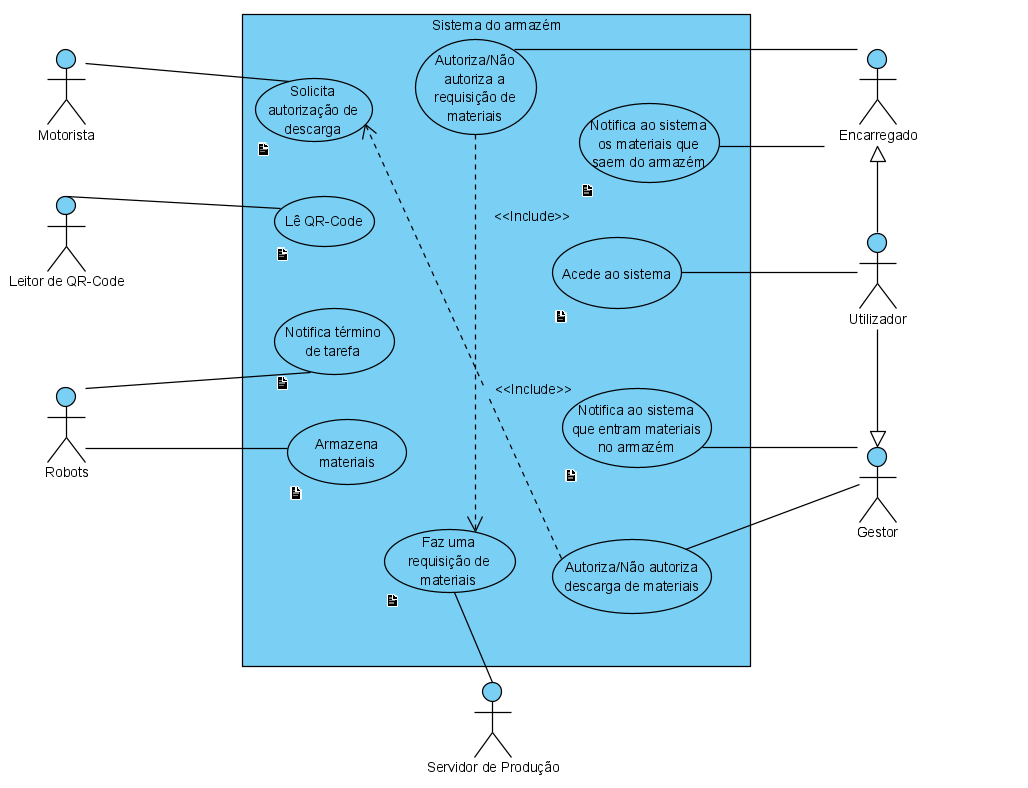 Sistema do armazém
Autoriza/Não
autoriza a
requisição de
materiais
Solicita
autorização de
descarga
Motorista
Notifica ao sistema
os materiais que
saem do armazém
Encarregado
Lê QR-Code
<<Include>>
Leitor de QR-Code
Acede ao sistema
Utilizador
Notifica término
de tarefa
<<Include>>
Notifica ao sistema
que entram materiais
no armazém
Armazena
materiais
Robots
Gestor
Faz uma
requisição de
materiais
Autoriza/Não autoriza
descarga de materiais
Servidor de Produção